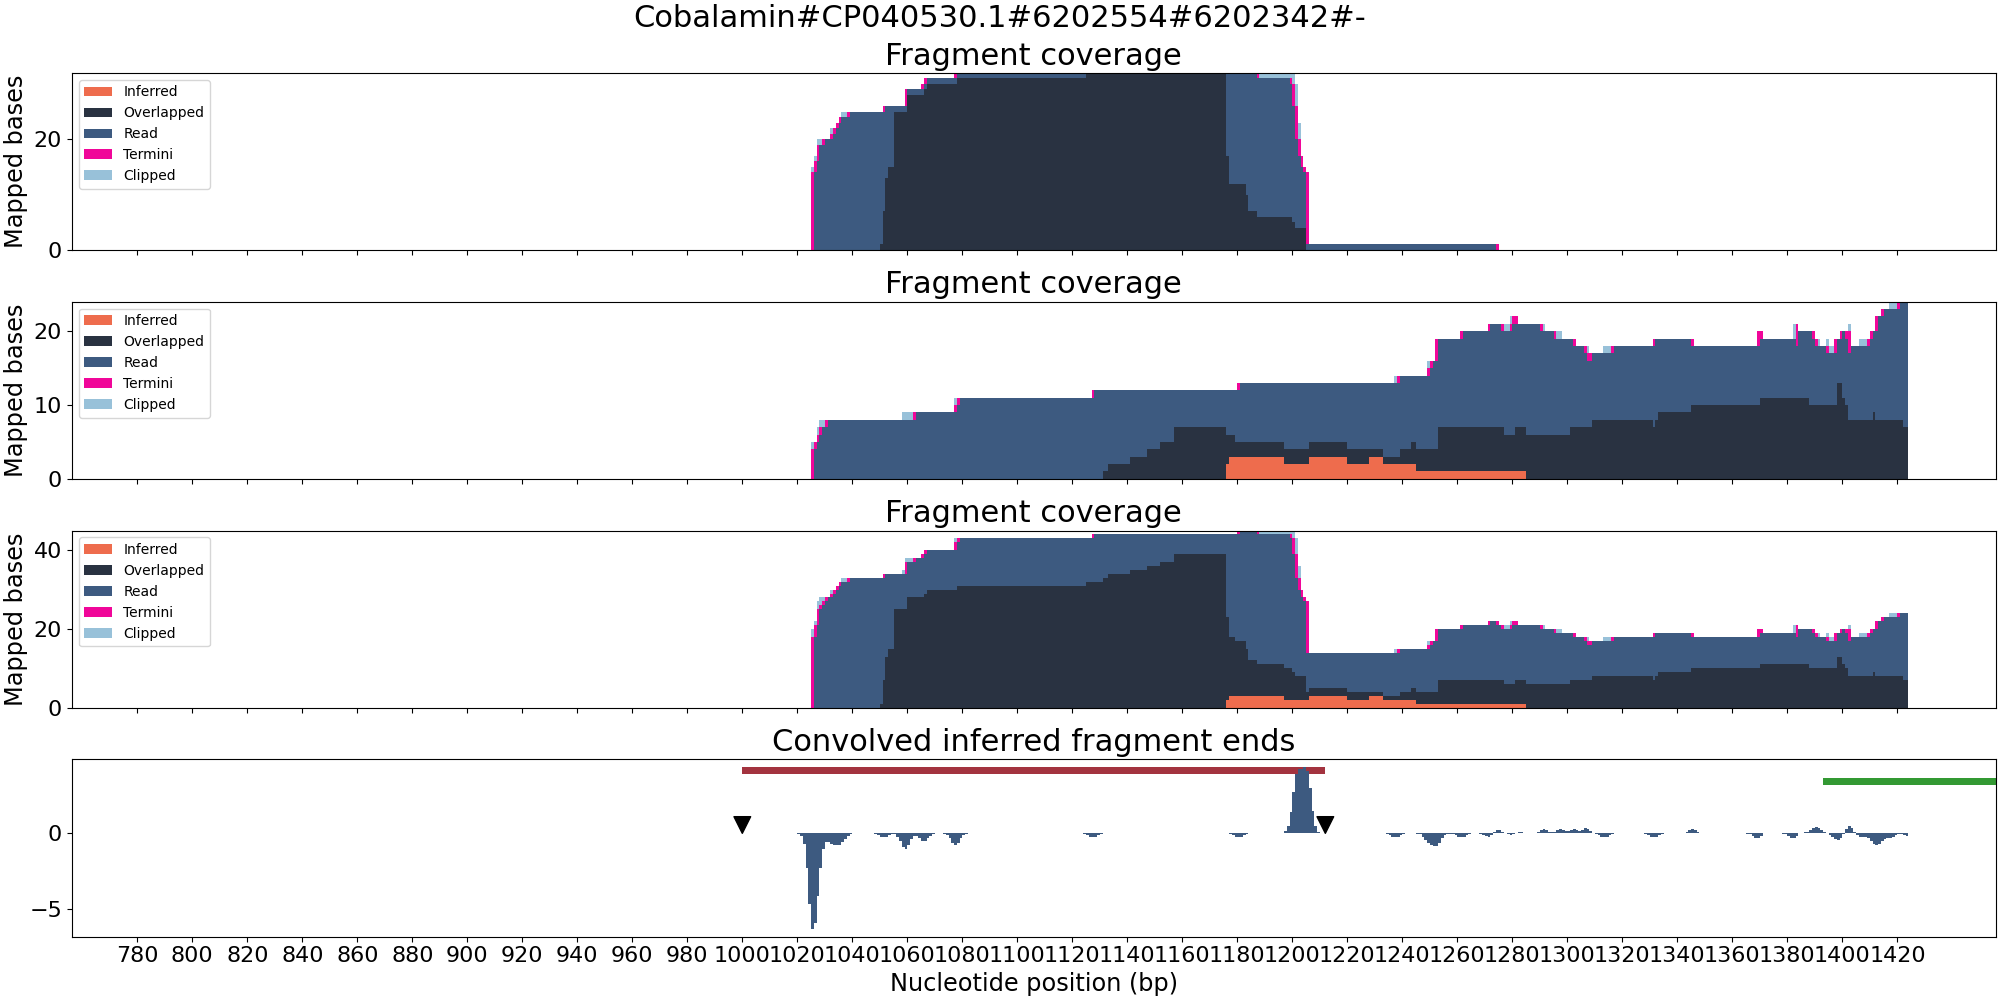 Cobalamin#CP040530.1#6202554#6202342#-
Fragment coverage
Mapped bases
20
0
Inferred
Overlapped
Read
Termini
Clipped
Fragment coverage
Mapped bases
20
10
0
Inferred
Overlapped
Read
Termini
Clipped
Fragment coverage
Mapped bases
40
20
0
Inferred
Overlapped
Read
Termini
Clipped
Convolved inferred fragment ends
0
−5
780 800 820 840 860 880 900 920 940 960 980 1000 1020 1040 1060 1080 1100 1120 1140 1160 1180 1200 1220 1240 1260 1280 1300 1320 1340 1360 1380 1400 1420
Nucleotide position (bp)